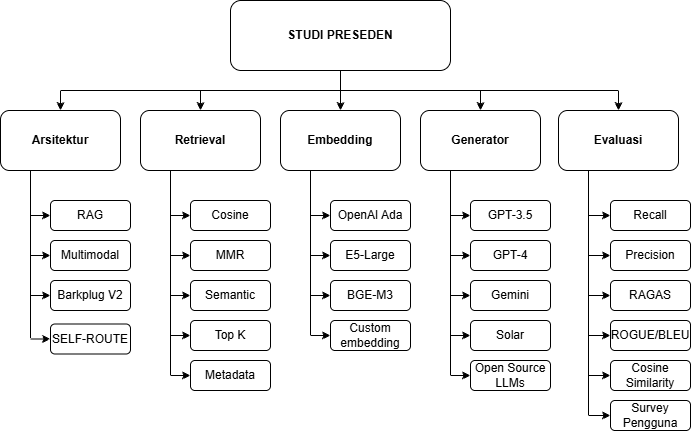 STUDI PRESEDEN
Arsitektur
Retrieval
Embedding
Generator
Evaluasi
RAG
Multimodal
Barkplug V2
SELF-ROUTE
Cosine
MMR
Semantic
Top K
Metadata
OpenAI Ada
E5-Large
BGE-M3
Custom
embedding
GPT-3.5
GPT-4
Gemini
Solar
Open Source
LLMs
Recall
Precision
RAGAS
ROGUE/BLEU
Cosine
Similarity
Survey
Pengguna